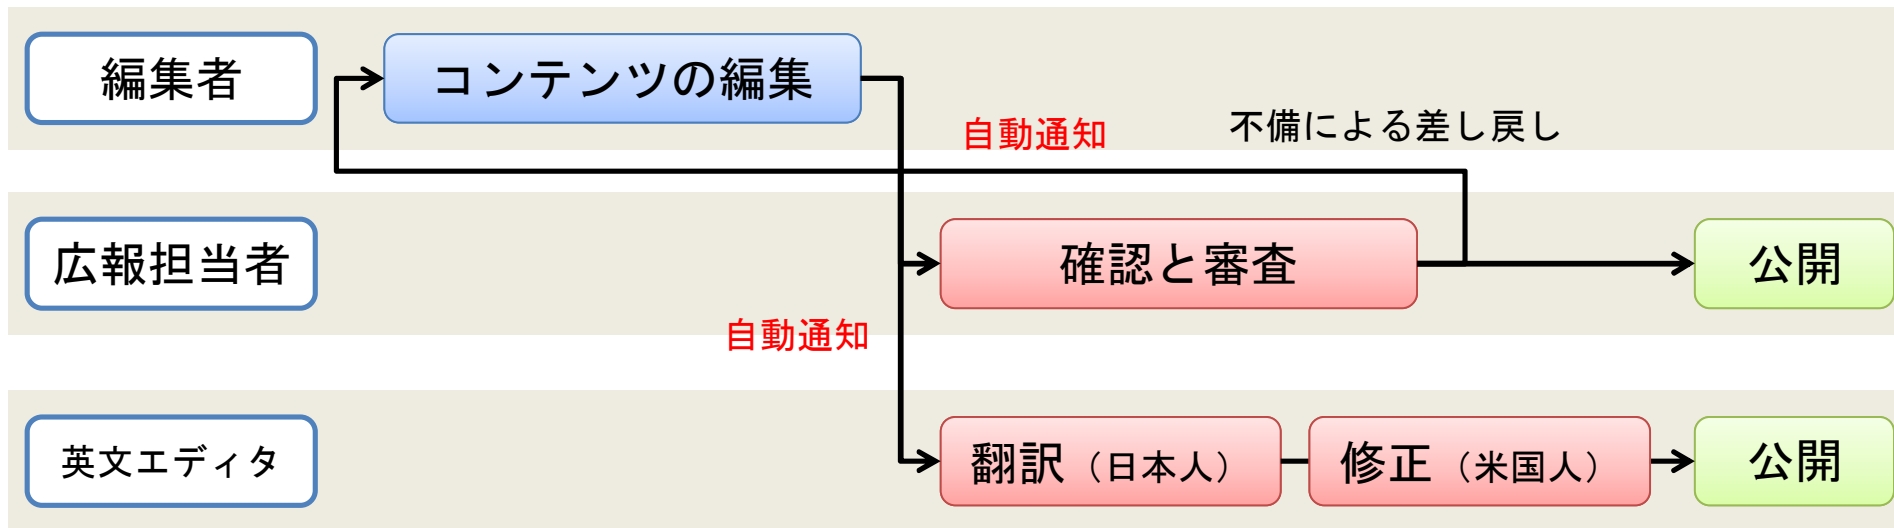 編集者
コンテンツの編集
自動通知
不備による差し戻し
広報担当者
確認と審査
公開
自動通知
英文エディタ
翻訳（日本人）
修正（米国人）
公開